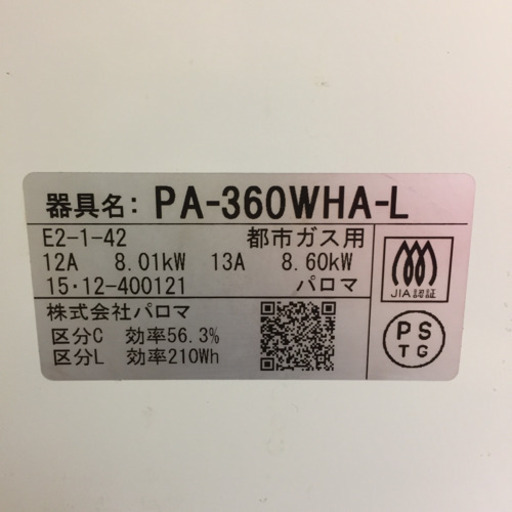 器具名: PA-360WHA-L
E2-1-42 都市ガス用
12A 8.01kW 13A 8.60kW
15・12-400121 パロマ
JIA認証
株式会社パロマ
区分C 効率56.3%
区分L 効率210Wh
PS
TG